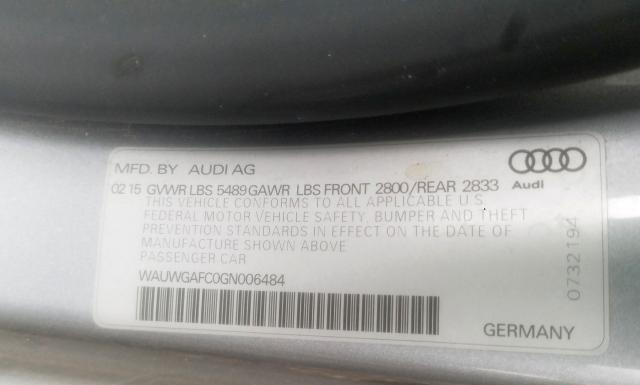 MFD. BY AUDI AG
02 15 GVWR LBS 5489 GAWR LBS FRONT 2800/REAR 2833
Audi
THIS VEHICLE CONFORMS TO ALL APPLICABLE U.S.
FEDERAL MOTOR VEHICLE SAFETY, BUMPER AND THEFT
PREVENTION STANDARDS IN EFFECT ON THE DATE OF
MANUFACTURE SHOWN ABOVE
PASSENGER CAR
WAUWGAFC0GN006484
0732194
GERMANY